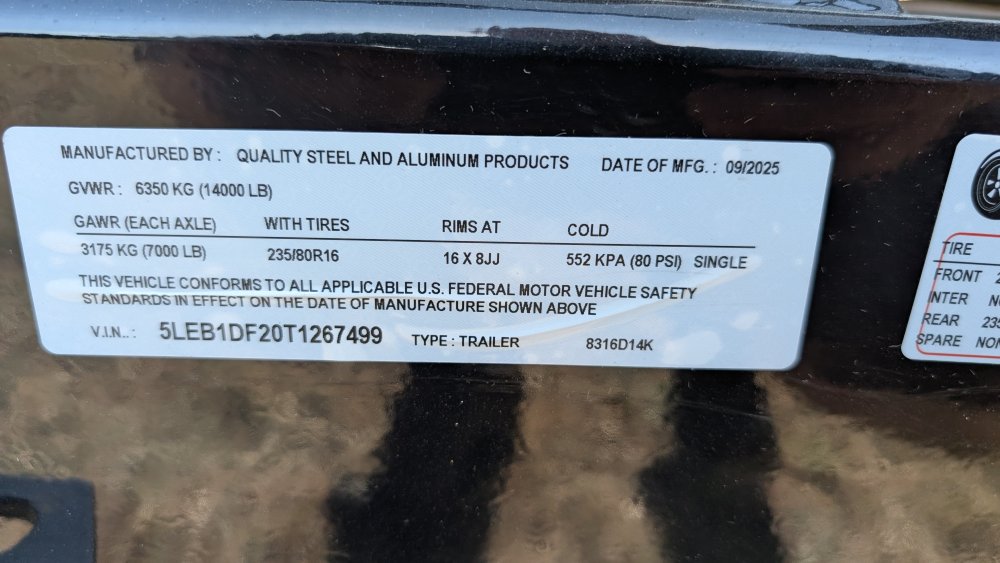 MANUFACTURED BY : QUALITY STEEL AND ALUMINUM PRODUCTS DATE OF MFG. : 09/2025
GVWR : 6350 KG (14000 LB)
GAWR (EACH AXLE) WITH TIRES RIMS AT COLD
3175 KG (7000 LB) 235/80R16 16 X 8JJ 552 KPA (80 PSI) SINGLE
THIS VEHICLE CONFORMS TO ALL APPLICABLE U.S. FEDERAL MOTOR VEHICLE SAFETY
STANDARDS IN EFFECT ON THE DATE OF MANUFACTURE SHOWN ABOVE
V.I.N.. : 5LEB1DF20T1267499 TYPE : TRAILER 8316D14K
TIRE
FRONT
INTER
REAR
SPARE